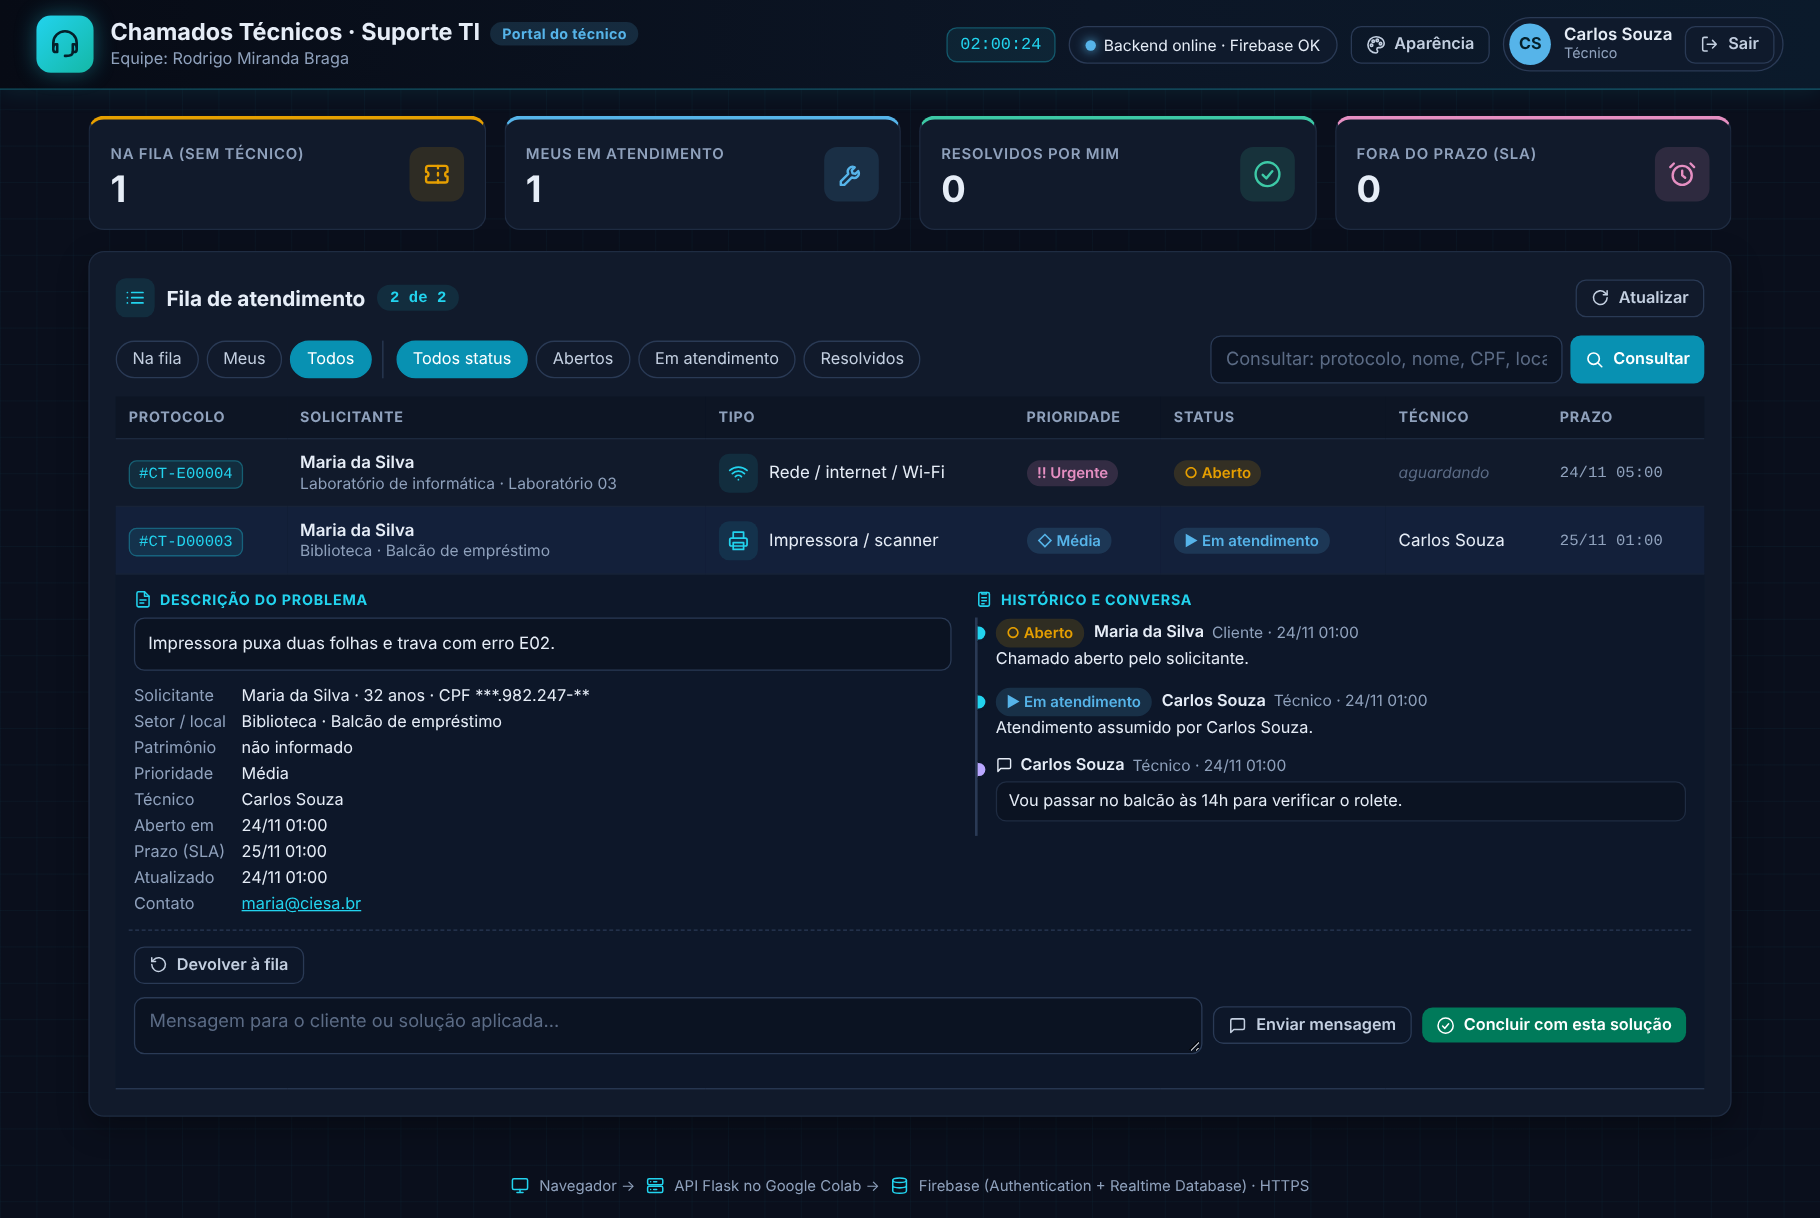 Chamados Técnicos · Suporte TI
Portal do técnico
Equipe: Rodrigo Miranda Braga
02:00:24
Backend online · Firebase OK
Aparência
CS
Carlos Souza
Técnico
Sair
NA FILA (SEM TÉCNICO)
1
MEUS EM ATENDIMENTO
1
RESOLVIDOS POR MIM
0
FORA DO PRAZO (SLA)
0
Fila de atendimento
2 de 2
Atualizar
Na fila
Meus
Todos
Todos status
Abertos
Em atendimento
Resolvidos
Consultar: protocolo, nome, CPF, loca
Consultar
PROTOCOLO SOLICITANTE TIPO PRIORIDADE STATUS TÉCNICO PRAZO
#CT-E00004
Maria da Silva
Laboratório de informática · Laboratório 03
Rede / internet / Wi-Fi
!! Urgente
Aberto
aguardando
24/11 05:00
#CT-D00003
Maria da Silva
Biblioteca · Balcão de empréstimo
Impressora / scanner
Média
Em atendimento
Carlos Souza
25/11 01:00
DESCRIÇÃO DO PROBLEMA
Impressora puxa duas folhas e trava com erro E02.
Solicitante Maria da Silva · 32 anos · CPF ***.982.247-**
Setor / local Biblioteca · Balcão de empréstimo
Patrimônio não informado
Prioridade Média
Técnico Carlos Souza
Aberto em 24/11 01:00
Prazo (SLA) 25/11 01:00
Atualizado 24/11 01:00
Contato maria@ciesa.br
HISTÓRICO E CONVERSA
Aberto Maria da Silva Cliente · 24/11 01:00
Chamado aberto pelo solicitante.
Em atendimento Carlos Souza Técnico · 24/11 01:00
Atendimento assumido por Carlos Souza.
Carlos Souza Técnico · 24/11 01:00
Vou passar no balcão às 14h para verificar o rolete.
Devolver à fila
Mensagem para o cliente ou solução aplicada...
Enviar mensagem
Concluir com esta solução
Navegador → API Flask no Google Colab → Firebase (Authentication + Realtime Database) · HTTPS